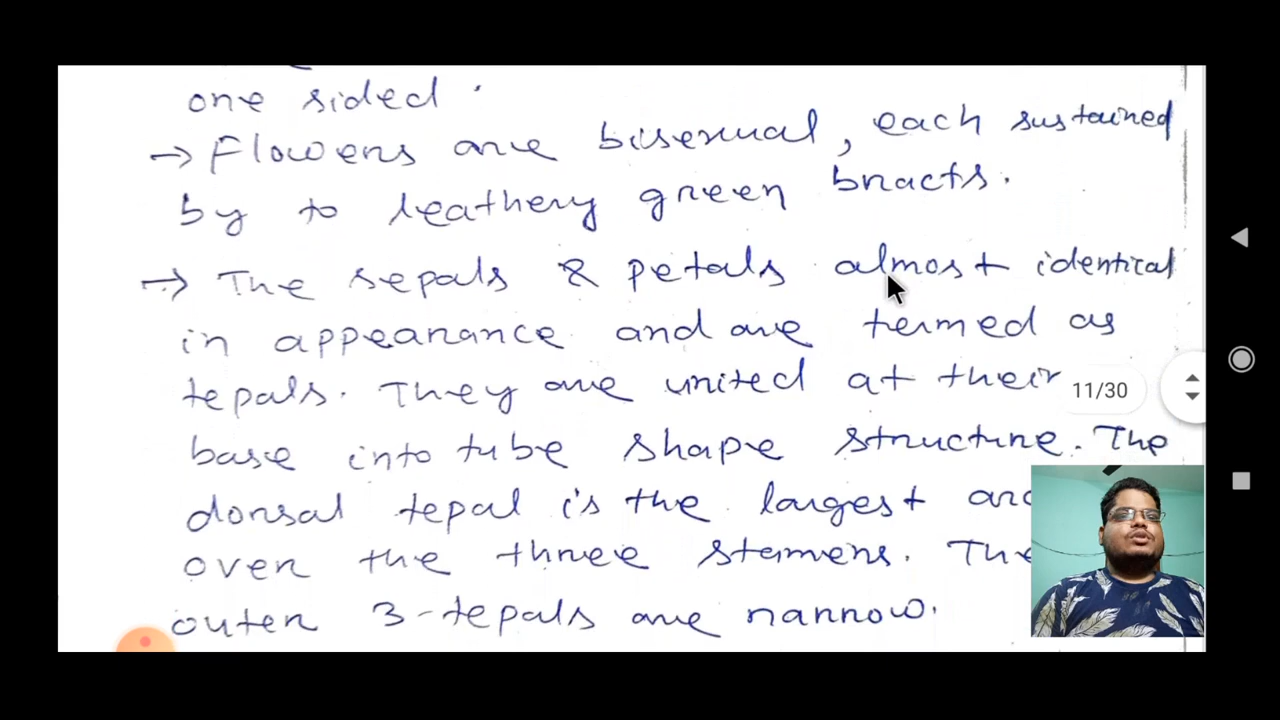 one sided.
→ Flowers are bisexual, each sustained
by to leathery green bracts.
→ The sepals & petals almost identical
in appearance and are termed as
tepals. They are united at their
11/30
base into tube shape structure. The
dorsal tepal is the largest
over the three stamens. The
outer 3-tepals are narrow.